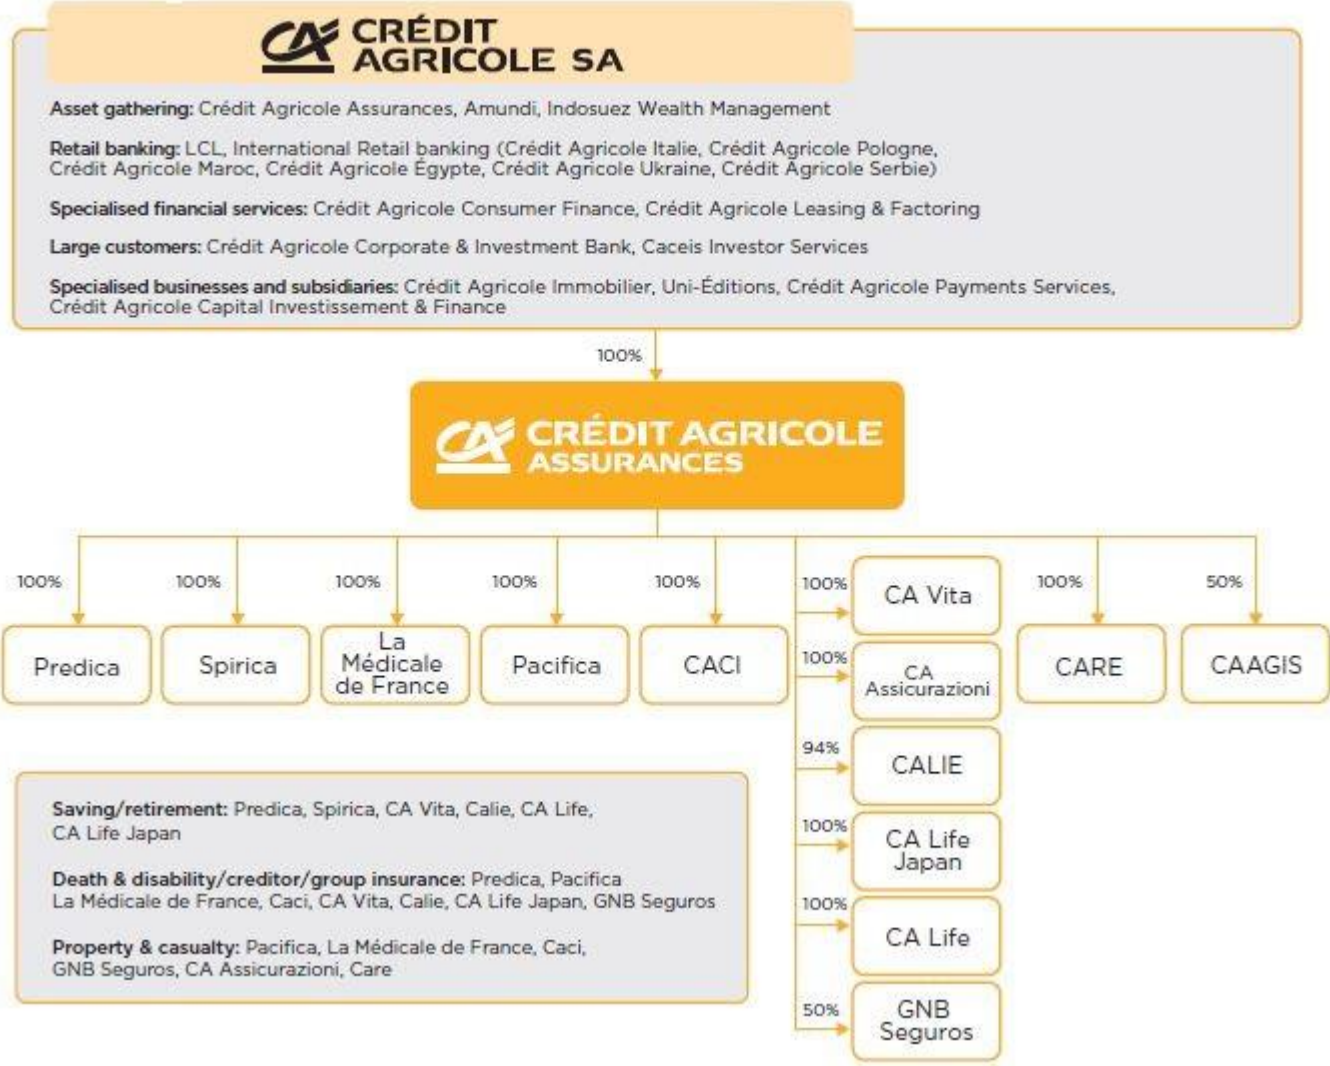 CRÉDIT
AGRICOLE SA
Asset gathering: Crédit Agricole Assurances, Amundi, Indosuez Wealth Management
Retail banking: LCL, International Retail banking (Crédit Agricole Italie, Crédit Agricole Pologne,
Crédit Agricole Maroc, Crédit Agricole Égypte, Crédit Agricole Ukraine, Crédit Agricole Serbie)
Specialised financial services: Crédit Agricole Consumer Finance, Crédit Agricole Leasing & Factoring
Large customers: Crédit Agricole Corporate & Investment Bank, Caceis Investor Services
Specialised businesses and subsidiaries: Crédit Agricole Immobilier, Uni-Éditions, Crédit Agricole Payments Services,
Crédit Agricole Capital Investissement & Finance
100%
CRÉDIT AGRICOLE
ASSURANCES
100%
Predica
100%
Spirica
100%
La
Médicale
de France
100%
Pacifica
100%
CACI
100%
CA Vita
100%
CA
Assicurazioni
94%
CALIE
100%
CA Life
Japan
100%
CA Life
50%
GNB
Seguros
100%
CARE
50%
CAAGIS
Saving/retirement: Predica, Spirica, CA Vita, Calie, CA Life,
CA Life Japan
Death & disability/creditor/group insurance: Predica, Pacifica
La Médicale de France, Caci, CA Vita, Calie, CA Life Japan, GNB Seguros
Property & casualty: Pacifica, La Médicale de France, Caci,
GNB Seguros, CA Assicurazioni, Care